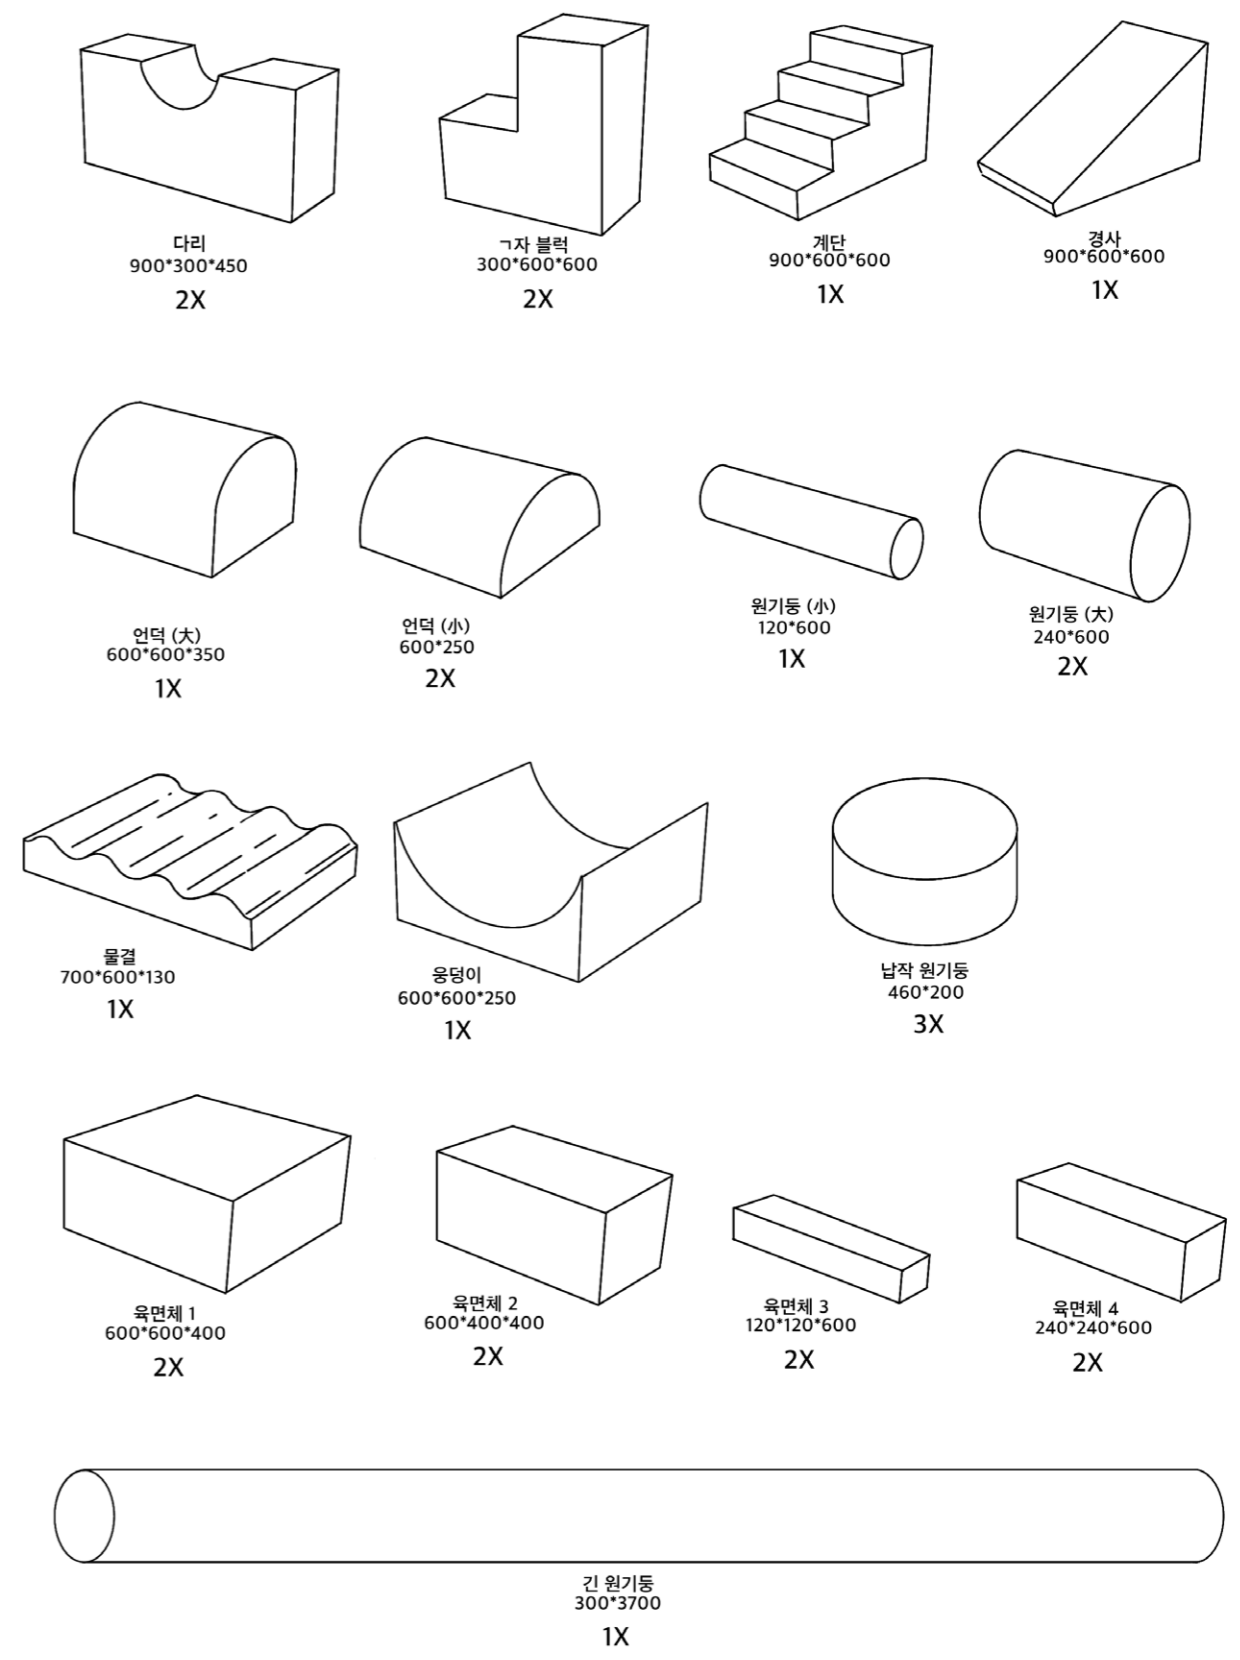 다리
900*300*450
2X
ㄱ자 블럭
300*600*600
2X
계단
900*600*600
1X
경사
900*600*600
1X
언덕 (大)
600*600*350
1X
언덕 (小)
600*250
2X
원기둥 (小)
120*600
1X
원기둥 (大)
240*600
2X
물결
700*600*130
1X
웅덩이
600*600*250
1X
납작 원기둥
460*200
3X
육면체 1
600*600*400
2X
육면체 2
600*400*400
2X
육면체 3
120*120*600
2X
육면체 4
240*240*600
2X
긴 원기둥
300*3700
1X